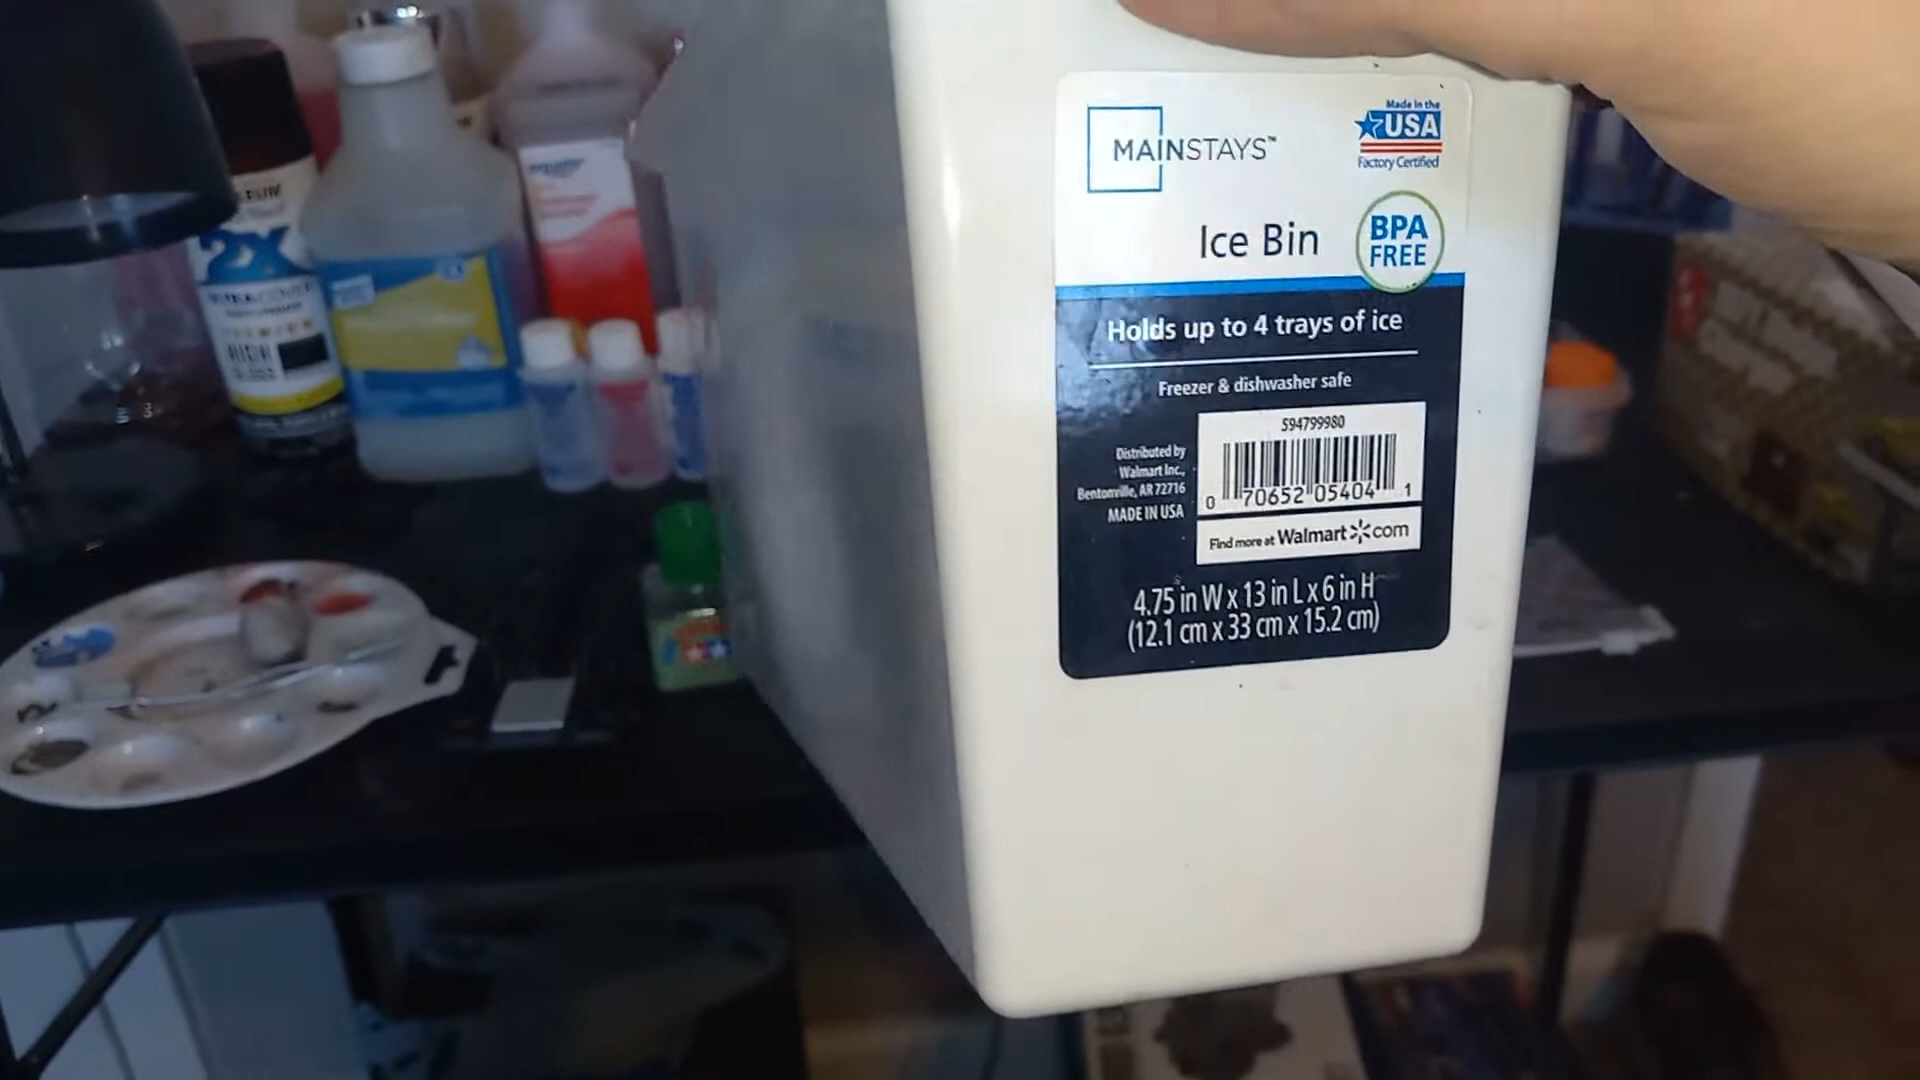 MAINSTAYS™
Made in the
USA
Factory Certified
Ice Bin
BPA
FREE
Holds up to 4 trays of ice
Freezer & dishwasher safe
594799980
Distributed by
Walmart Inc.,
Bentonville, AR 72716
MADE IN USA
0 70652 05404 1
Find more at Walmart com
4.75 in W x 13 in L x 6 in H
(12.1 cm x 33 cm x 15.2 cm)
2X
equate